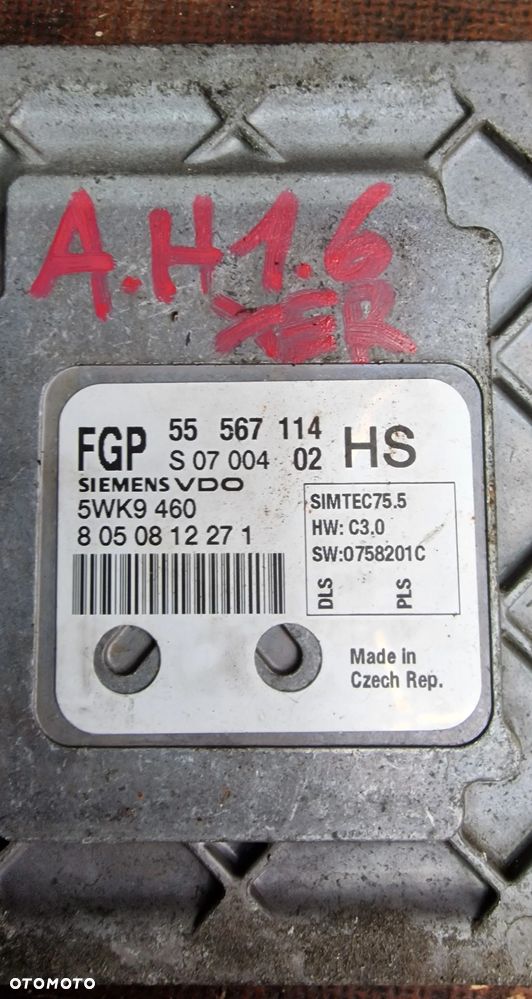 A.H1.6
XER
FGP 55 567 114 HS
S 07 004 02
SIEMENS VDO
5WK9 460
8 05 08 12 27 1
SIMTEC75.5
HW: C3.0
SW:0758201C
DLS PLS
Made in
Czech Rep.
OTOMOTO